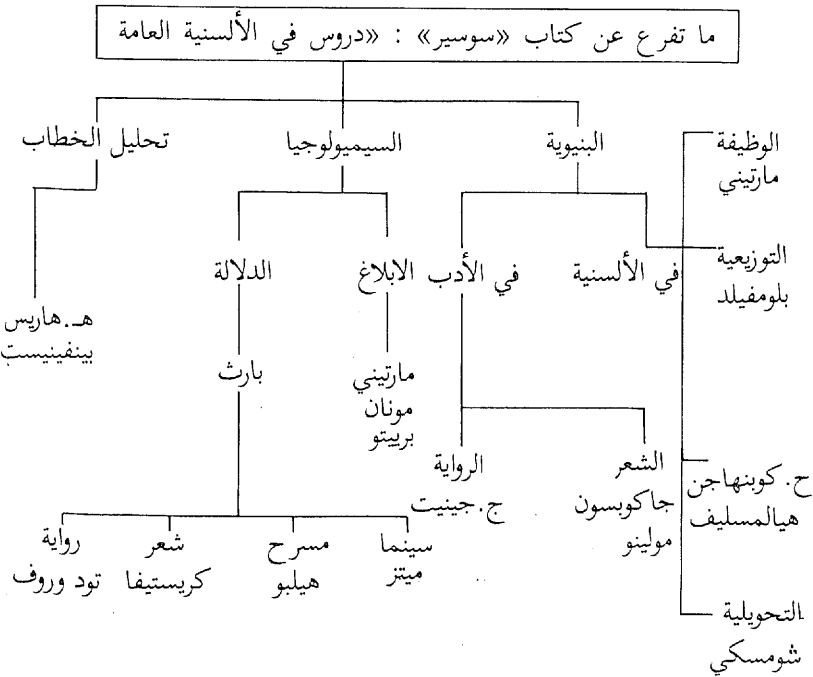 ما تفرع عن كتاب «سوسير» : «دروس في الألسنية العامة
البنيوية
السيميولوجيا
تحليل الخطاب
الوظيفة
مارتيني
التوزيعية
بلومفيلد
ح. كوبنهاجن
هيالمسليف
التحويلية
شومسكي
في الألسنية
في الأدب
الشعر
جاكوبسون
مولينو
الرواية
ج. جينيت
الابلاغ
مارتيني
مونان
برييتو
الدلالة
بارث
سينما
ميتز
مسرح
هيلبو
شعر
كريستيفا
رواية
تود وروف
هـ. هاريس
بينفينيست